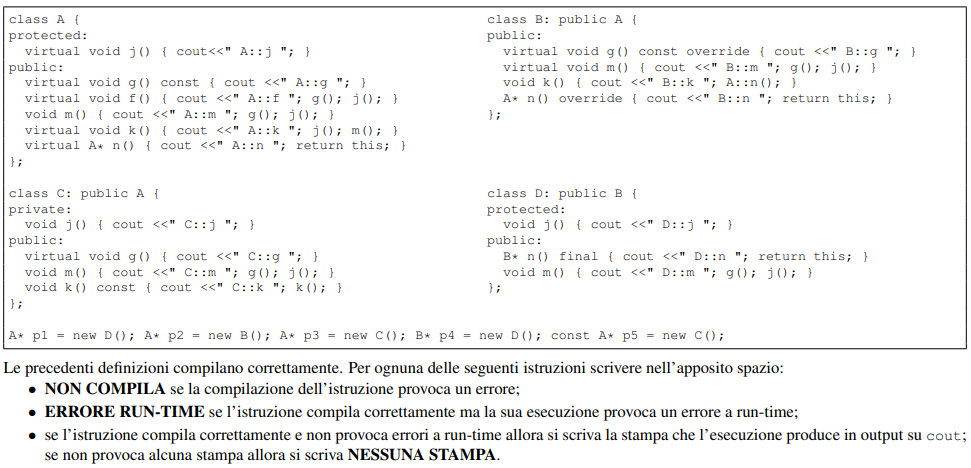 class A {
protected:
  virtual void j() { cout<<" A::j "; }
public:
  virtual void g() const { cout <<" A::g "; }
  virtual void f() { cout <<" A::f "; g(); j(); }
  void m() { cout <<" A::m "; g(); j(); }
  virtual void k() { cout <<" A::k "; j(); m(); }
  virtual A* n() { cout <<" A::n "; return this; }
};
class B: public A {
public:
  virtual void g() const override { cout <<" B::g "; }
  virtual void m() { cout <<" B::m "; g(); j(); }
  void k() { cout <<" B::k "; A::n(); }
  A* n() override { cout <<" B::n "; return this; }
};
class C: public A {
private:
  void j() { cout <<" C::j "; }
public:
  virtual void g() { cout <<" C::g "; }
  void m() { cout <<" C::m "; g(); j(); }
  void k() const { cout <<" C::k "; k(); }
};
class D: public B {
protected:
  void j() { cout <<" D::j "; }
public:
  B* n() final { cout <<" D::n "; return this; }
  void m() { cout <<" D::m "; g(); j(); }
};
A* p1 = new D(); A* p2 = new B(); A* p3 = new C(); B* p4 = new D(); const A* p5 = new C();
Le precedenti definizioni compilano correttamente. Per ognuna delle seguenti istruzioni scrivere nell'apposito spazio:
• NON COMPILA se la compilazione dell'istruzione provoca un errore;
• ERRORE RUN-TIME se l'istruzione compila correttamente ma la sua esecuzione provoca un errore a run-time;
• se l'istruzione compila correttamente e non provoca errori a run-time allora si scriva la stampa che l'esecuzione produce in output su cout;
se non provoca alcuna stampa allora si scriva NESSUNA STAMPA.